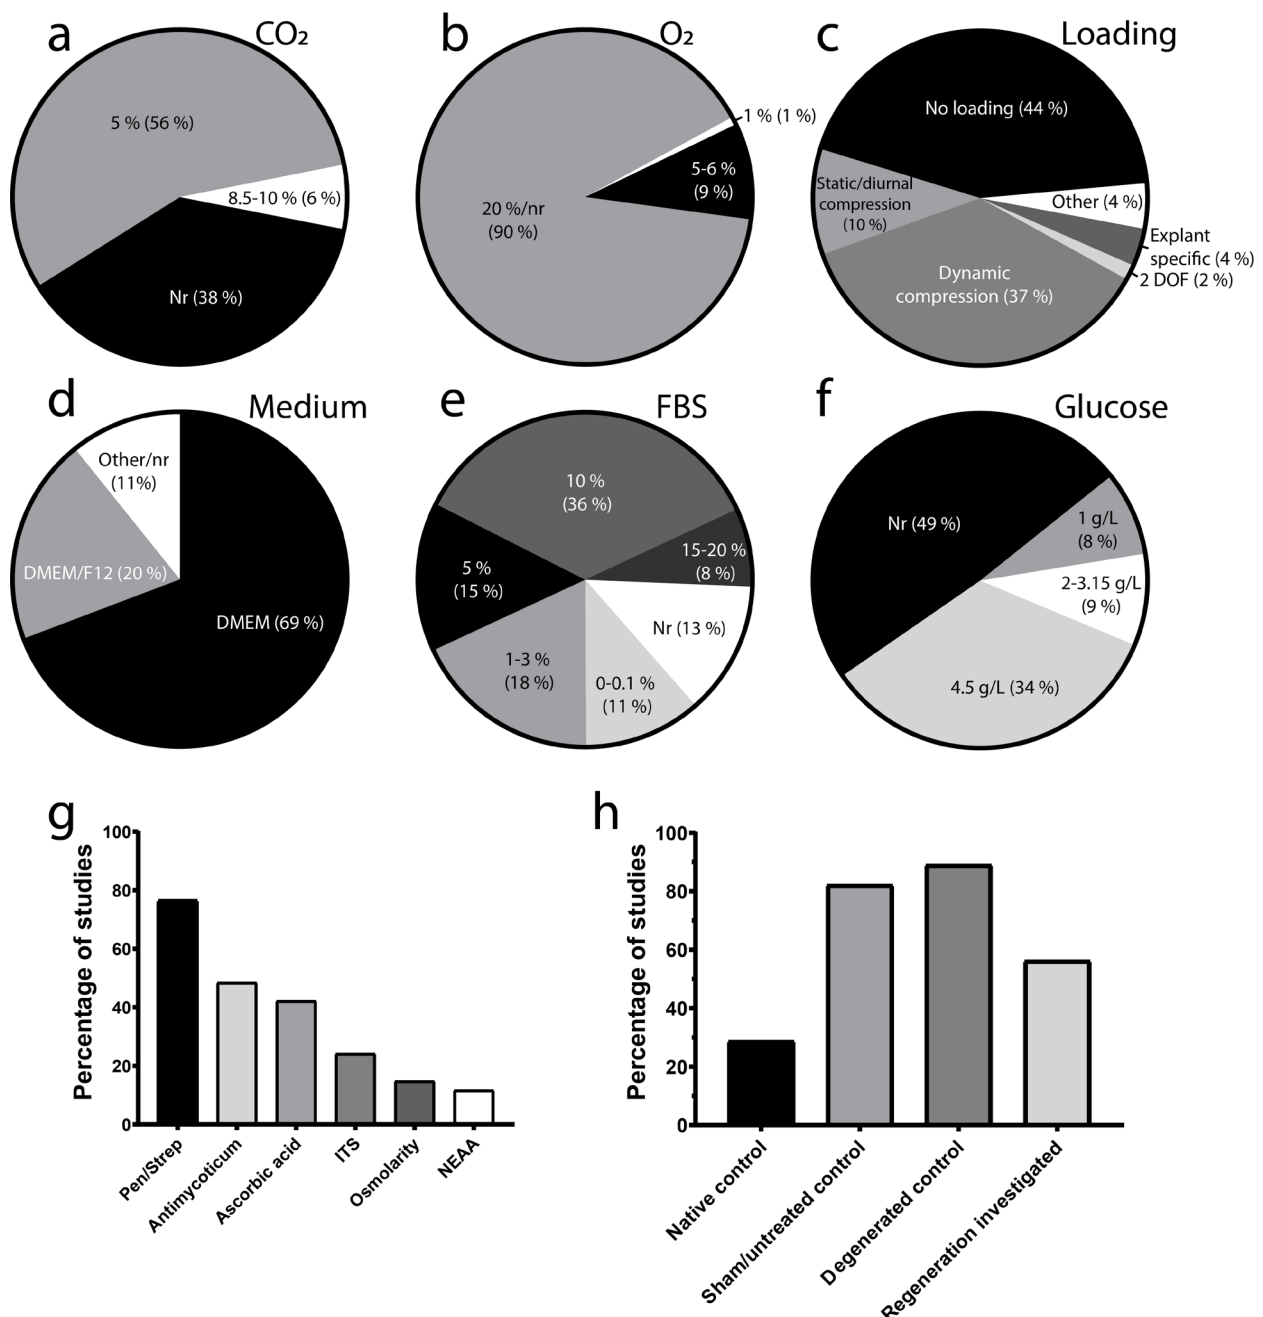 a
CO₂
5 % (56 %)
8.5-10 % (6 %)
Nr (38 %)
b
O₂
1 % (1 %)
5-6 %
(9 %)
20 %/nr
(90 %)
c
Loading
No loading (44 %)
Static/diurnal
compression
(10 %)
Other (4 %)
Explant
specific (4 %)
2 DOF (2 %)
Dynamic
compression (37 %)
d
Medium
Other/nr
(11%)
DMEM/F12 (20 %)
DMEM (69 %)
e
FBS
10 %
(36 %)
15-20 %
(8 %)
5 %
(15 %)
Nr (13 %)
1-3 %
(18 %)
0-0.1 %
(11 %)
f
Glucose
Nr (49 %)
1 g/L
(8 %)
2-3.15 g/L
(9 %)
4.5 g/L (34 %)
g
Percentage of studies
100
80
60
40
20
0
Pen/Strep
Antimycoticum
Ascorbic acid
ITS
Osmolarity
NEAA
h
Percentage of studies
100
80
60
40
20
0
Native control
Sham/untreated control
Degenerated control
Regeneration investigated